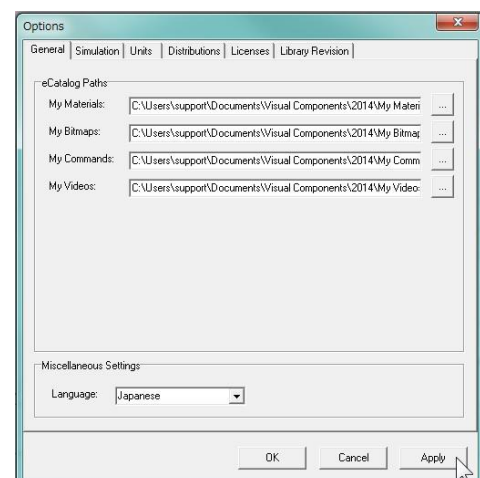 Options
General Simulation Units Distributions Licenses Library Revision
eCatalog Paths
My Materials: C:\Users\support\Documents\Visual Components\2014\My Materi ...
My Bitmaps: C:\Users\support\Documents\Visual Components\2014\My Bitmap ...
My Commands: C:\Users\support\Documents\Visual Components\2014\My Comm ...
My Videos: C:\Users\support\Documents\Visual Components\2014\My Video: ...
Miscellaneous Settings
Language: Japanese
OK Cancel Apply